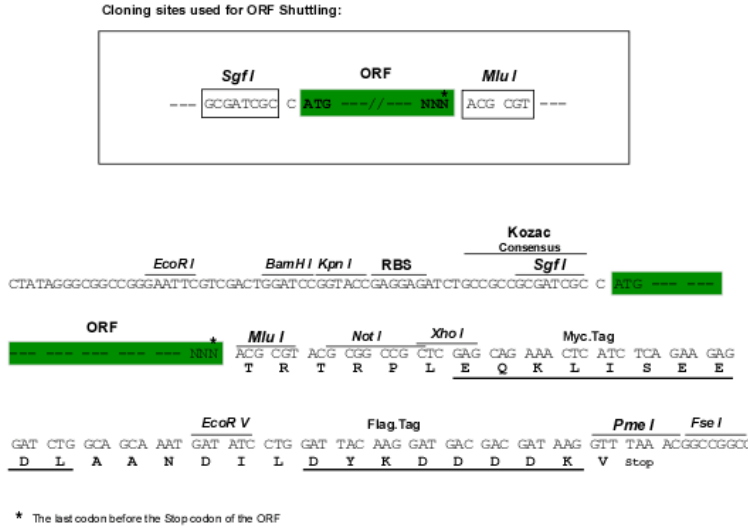 Cloning sites used for ORF Shuttling:
Sgf I ORF Mlu I
--- GCGATCGC C ATG ---//--- NNN* ACG CGT ---
Kozac
Consensus
EcoR I BamH I Kpn I RBS Sgf I
CTATAGGGCGGCCGGGAATTCGTCGACTGGATCCGGTACCGAGGAGATCTGCCGCCGCGATCGC C ATG --- ---
ORF Mlu I Not I Xho I Myc.Tag
--- --- --- --- --- --- NNN* ACG CGT ACG CGG CCG CTC GAG CAG AAA CTC ATC TCA GAA GAG
T R T R P L E Q K L I S E E
EcoR V Flag.Tag Pme I Fse I
GAT CTG GCA GCA AAT GAT ATC CTG GAT TAC AAG GAT GAC GAC GAT AAG GTT TAA ACGGCCGGCC
D L A A N D I L D Y K D D D D K V Stop
* The last codon before the Stop codon of the ORF